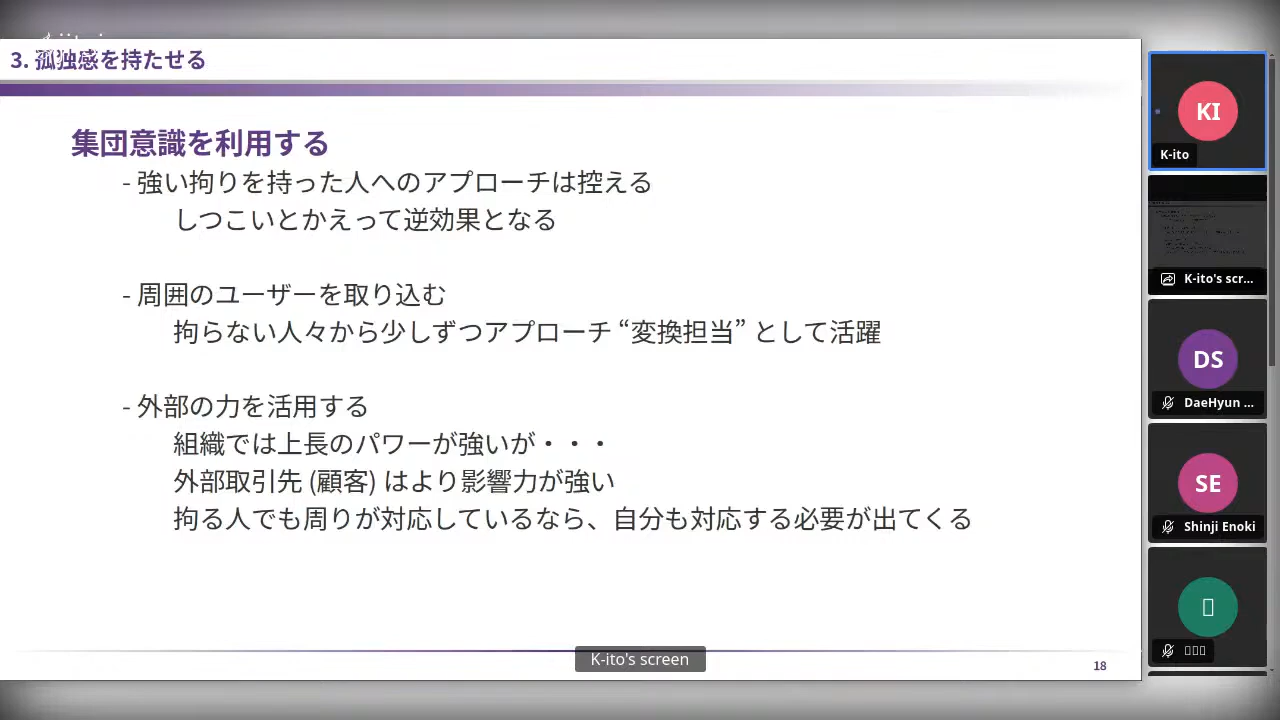 3. 孤独感を持たせる
集団意識を利用する
- 強い拘りを持った人へのアプローチは控える
しつこいとかえって逆効果となる
- 周囲のユーザーを取り込む
拘らない人々から少しずつアプローチ “変換担当” として活躍
- 外部の力を活用する
組織では上長のパワーが強いが・・・
外部取引先 (顧客) はより影響力が強い
拘る人でも周りが対応しているなら、自分も対応する必要が出てくる
K-ito's screen
18
KI
K-ito
K-ito's scr...
DS
DaeHyun ...
SE
Shinji Enoki